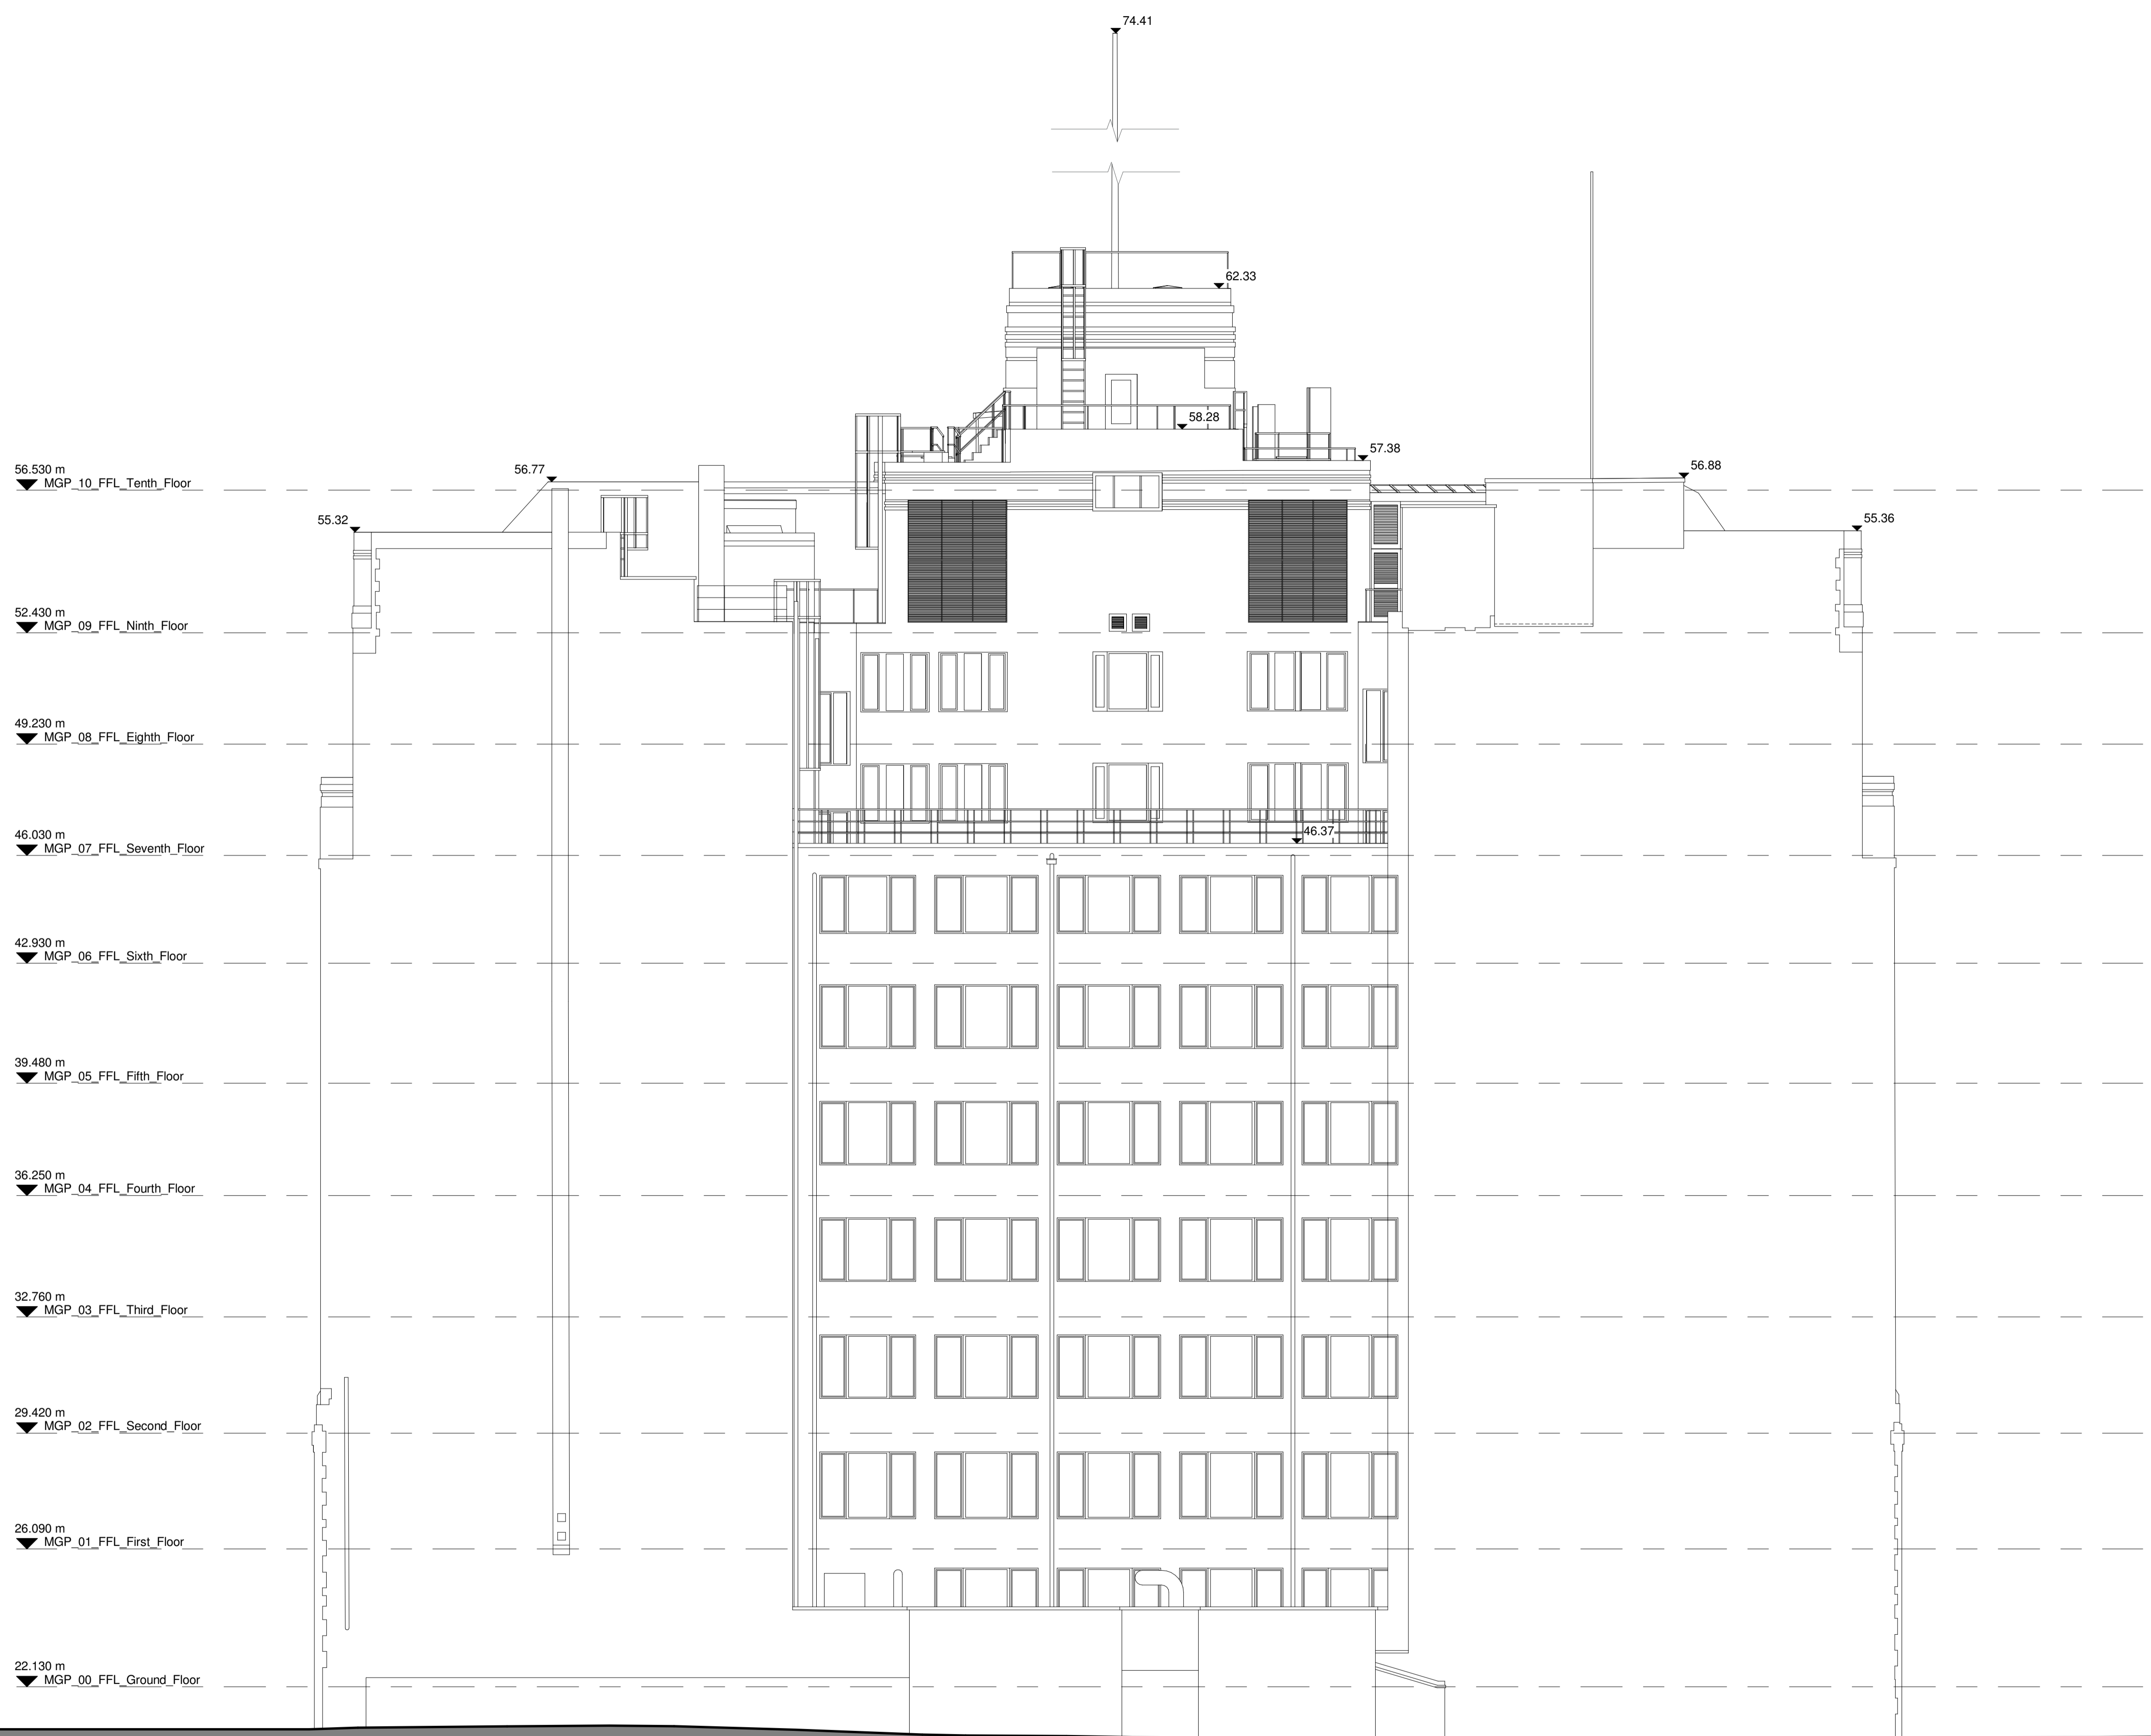 74.41
62.33
58.28
57.38
56.530 m
MGP_10_FFL_Tenth_Floor
56.77
56.88
55.32
55.36
52.430 m
MGP_09_FFL_Ninth_Floor
49.230 m
MGP_08_FFL_Eighth_Floor
46.37
46.030 m
MGP_07_FFL_Seventh_Floor
42.930 m
MGP_06_FFL_Sixth_Floor
39.480 m
MGP_05_FFL_Fifth_Floor
36.250 m
MGP_04_FFL_Fourth_Floor
32.760 m
MGP_03_FFL_Third_Floor
29.420 m
MGP_02_FFL_Second_Floor
26.090 m
MGP_01_FFL_First_Floor
22.130 m
MGP_00_FFL_Ground_Floor